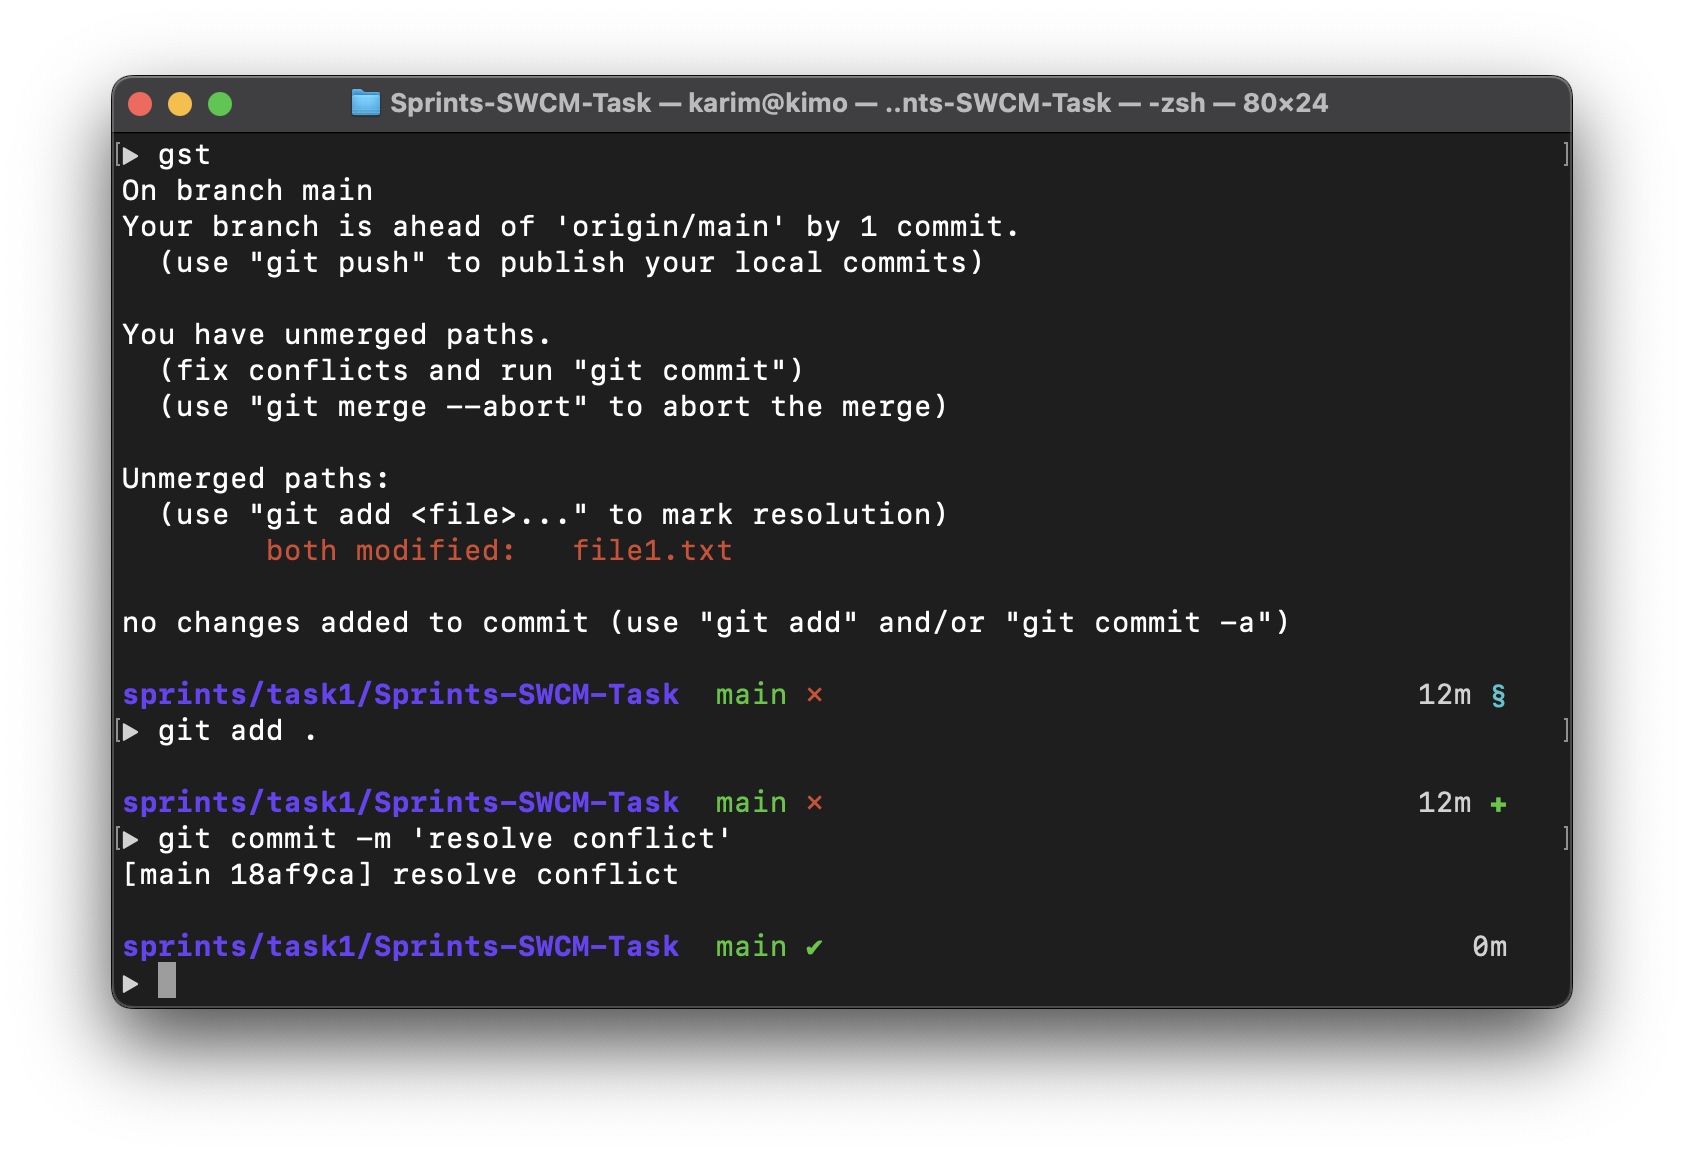 Sprints-SWCM-Task — karim@kimo — ..nts-SWCM-Task — -zsh — 80×24
[▶ gst ]
On branch main
Your branch is ahead of 'origin/main' by 1 commit.
  (use "git push" to publish your local commits)

You have unmerged paths.
  (fix conflicts and run "git commit")
  (use "git merge --abort" to abort the merge)

Unmerged paths:
  (use "git add <file>..." to mark resolution)
        both modified:   file1.txt

no changes added to commit (use "git add" and/or "git commit -a")

sprints/task1/Sprints-SWCM-Task  main × 12m §
[▶ git add . ]

sprints/task1/Sprints-SWCM-Task  main × 12m +
[▶ git commit -m 'resolve conflict' ]
[main 18af9ca] resolve conflict

sprints/task1/Sprints-SWCM-Task  main ✔ 0m
▶